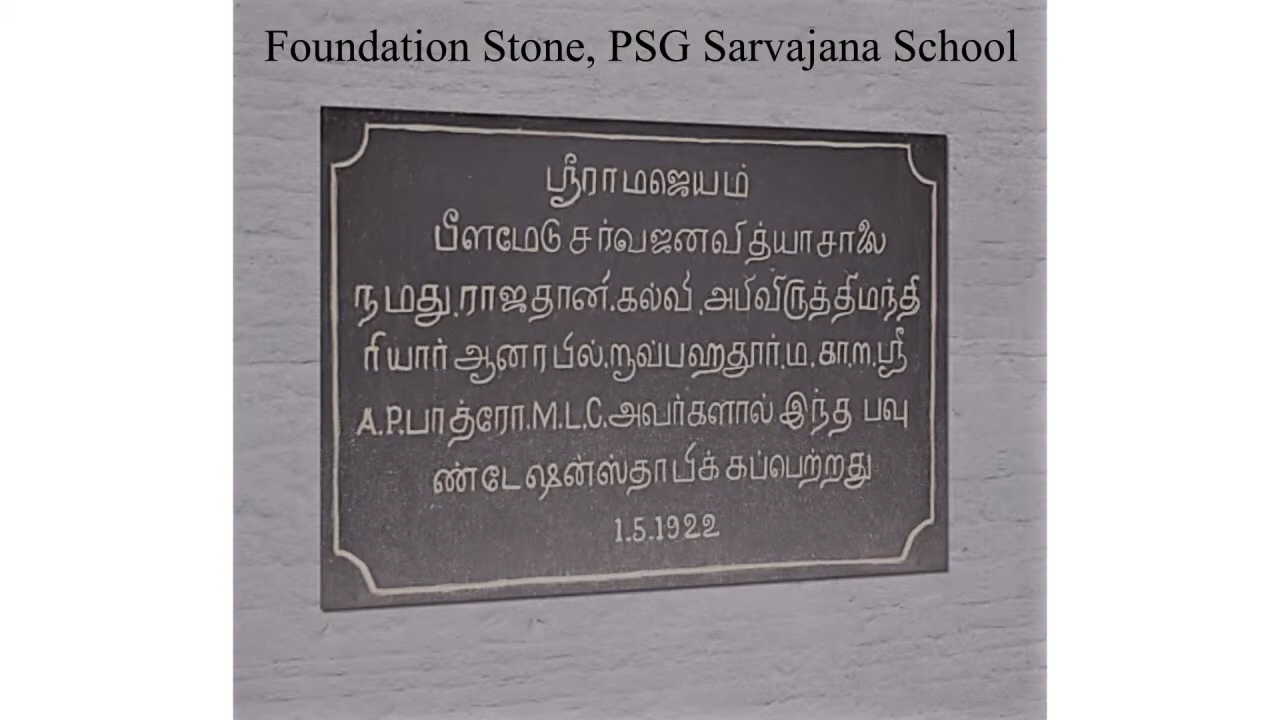 Foundation Stone, PSG Sarvajana School
ஸ்ரீராமஜெயம்
பீளமேடு சர்வஜனவித்யாசாலை
நமது.ராஜதானி.கல்வி.அபிவிருத்திமந்தி
ரியார் ஆனரபில்.றாவ்பஹதூர்.ம.கா.றா.ஸ்ரீ
A.P.பாத்ரோ.M.L.C.அவர்களால் இந்த பவு
ண்டேஷன்ஸ்தாபிக் கப்பெற்றது
1.5.1922